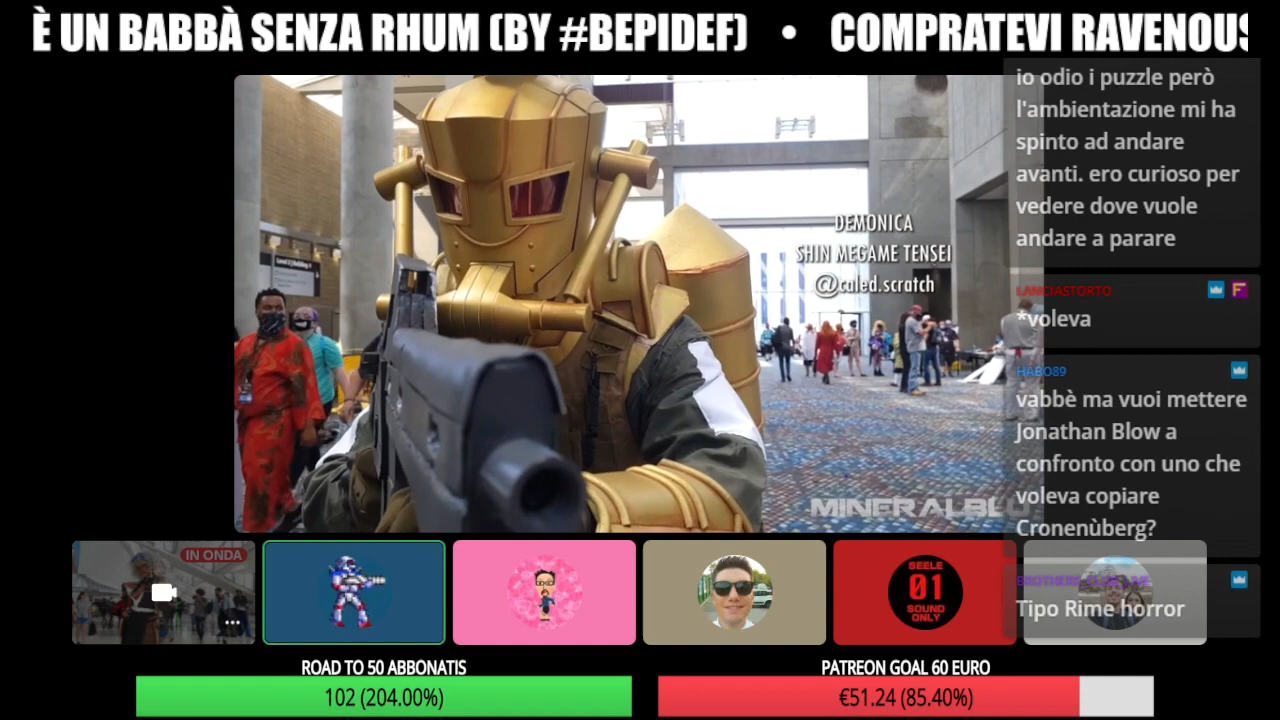 È UN BABBÀ SENZA RHUM (BY #BEPIDEF) • COMPRATEVI RAVENOUS
io odio i puzzle però
l'ambientazione mi ha
spinto ad andare
avanti. ero curioso per
vedere dove vuole
andare a parare
DEMONICA
SHIN MEGAME TENSEI
@caled.scratch
LANCIASTORTO
*voleva
HABO89
vabbè ma vuoi mettere
Jonathan Blow a
confronto con uno che
voleva copiare
Cronenùberg?
MINERALBLU
Tipo Rime horror
IN ONDA
SEELE
01
SOUND
ONLY
ROAD TO 50 ABBONATIS
102 (204.00%)
PATREON GOAL 60 EURO
€51.24 (85.40%)